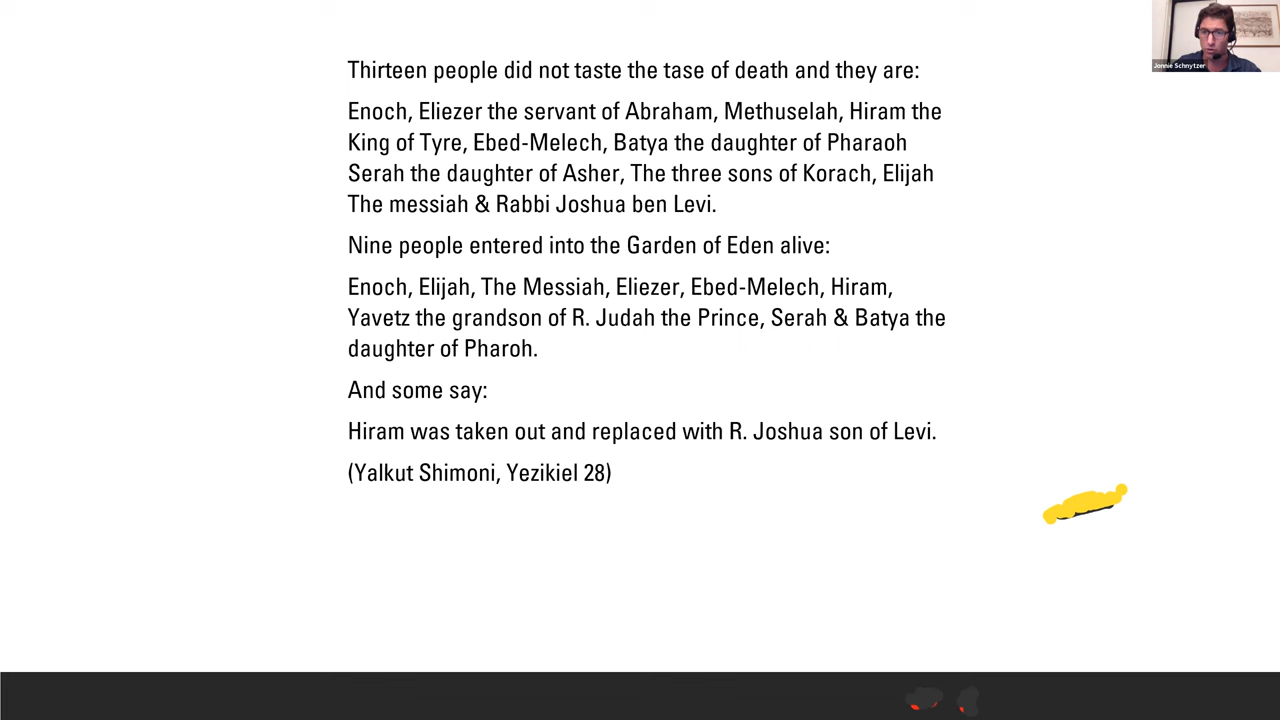 Jonnie Schnytzer
Thirteen people did not taste the tase of death and they are:
Enoch, Eliezer the servant of Abraham, Methuselah, Hiram the
King of Tyre, Ebed-Melech, Batya the daughter of Pharaoh
Serah the daughter of Asher, The three sons of Korach, Elijah
The messiah & Rabbi Joshua ben Levi.
Nine people entered into the Garden of Eden alive:
Enoch, Elijah, The Messiah, Eliezer, Ebed-Melech, Hiram,
Yavetz the grandson of R. Judah the Prince, Serah & Batya the
daughter of Pharoh.
And some say:
Hiram was taken out and replaced with R. Joshua son of Levi.
(Yalkut Shimoni, Yezikiel 28)